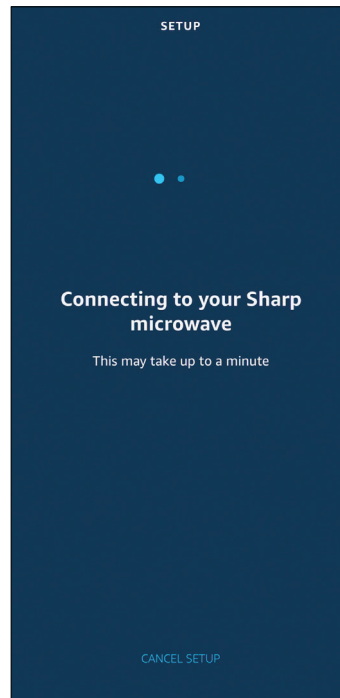 SETUP
Connecting to your Sharp
microwave
This may take up to a minute
CANCEL SETUP